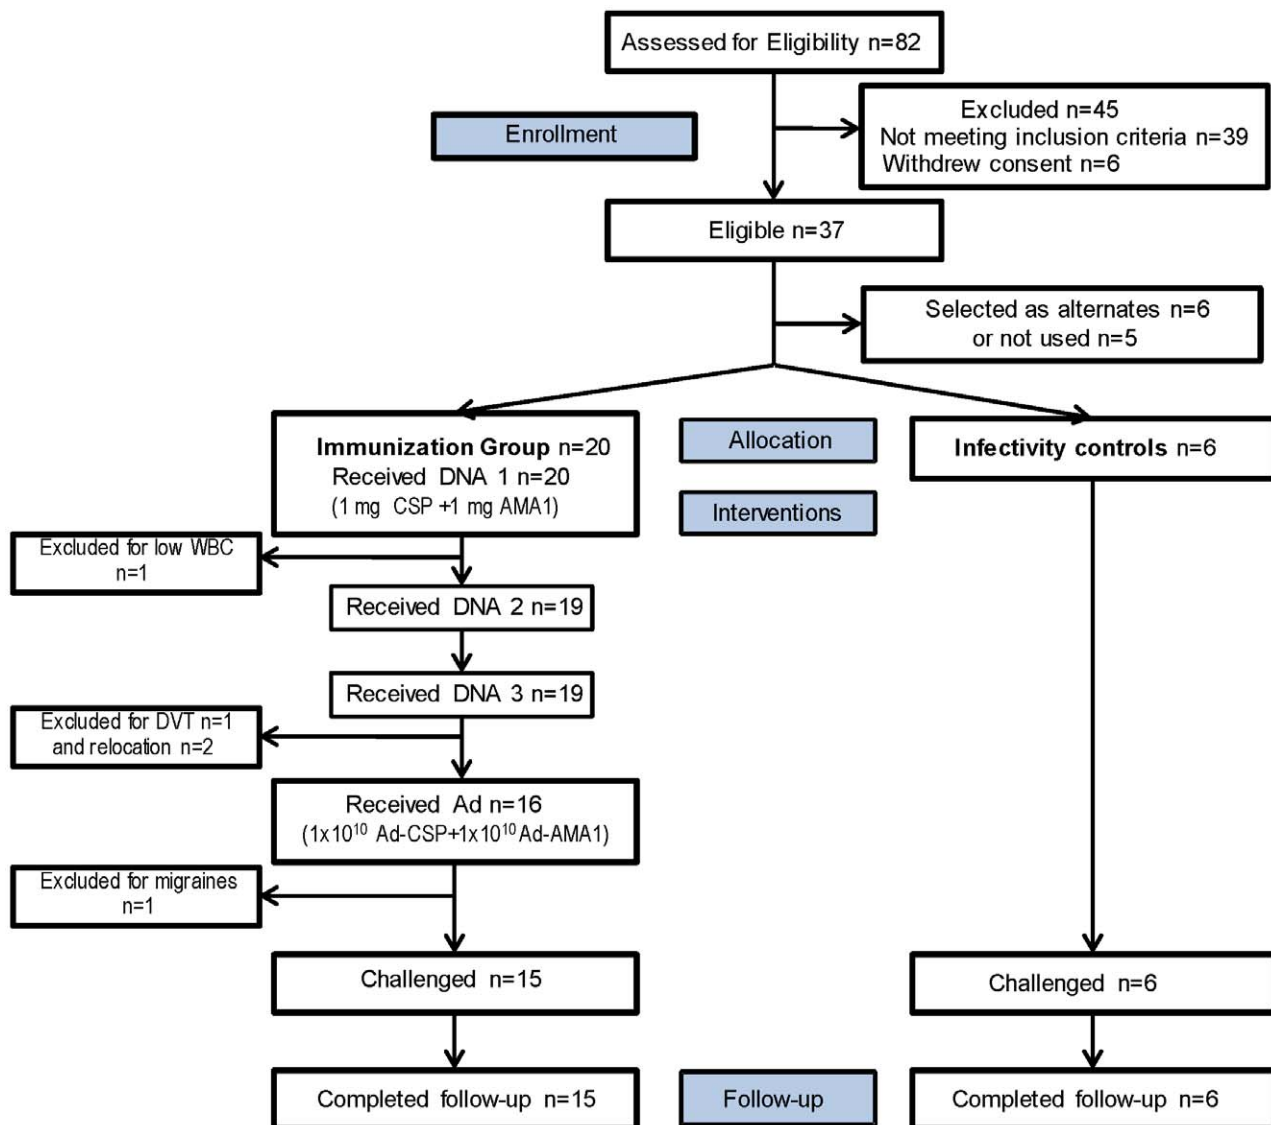 Assessed for Eligibility n=82
Enrollment
Excluded n=45
Not meeting inclusion criteria n=39
Withdrew consent n=6
Eligible n=37
Selected as alternates n=6
or not used n=5
Immunization Group n=20
Received DNA 1 n=20
(1 mg CSP +1 mg AMA1)
Allocation
Interventions
Infectivity controls n=6
Excluded for low WBC
n=1
Received DNA 2 n=19
Received DNA 3 n=19
Excluded for DVT n=1
and relocation n=2
Received Ad n=16
(1x10¹⁰ Ad-CSP+1x10¹⁰ Ad-AMA1)
Excluded for migraines
n=1
Challenged n=15
Challenged n=6
Completed follow-up n=15
Follow-up
Completed follow-up n=6